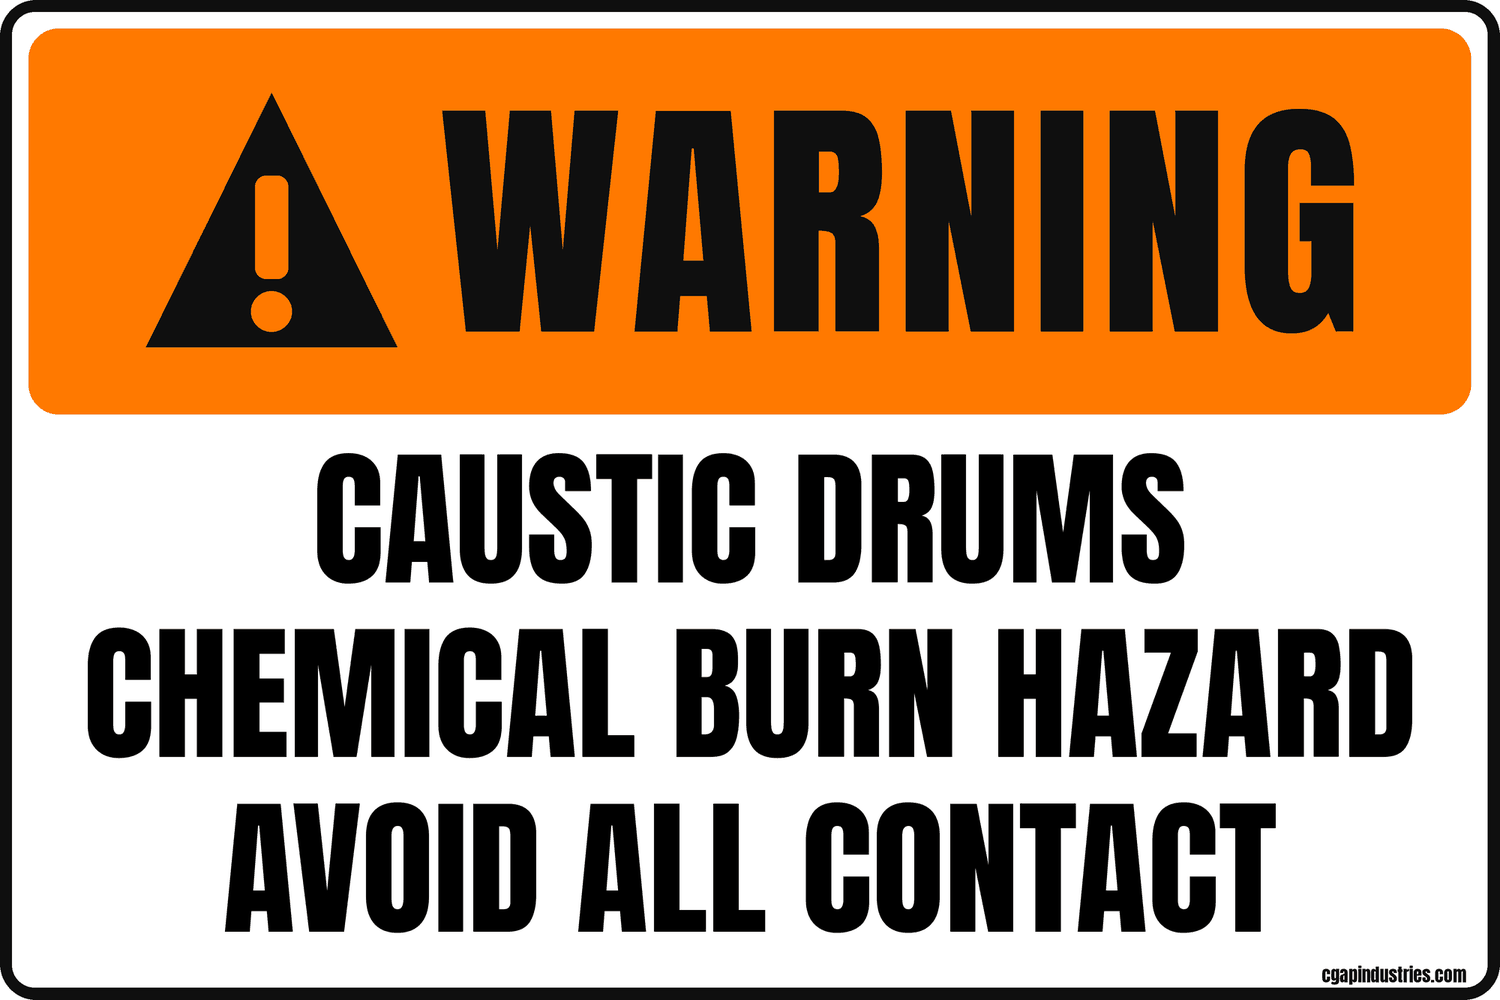 WARNING
CAUSTIC DRUMS
CHEMICAL BURN HAZARD
AVOID ALL CONTACT
cgapindustries.com